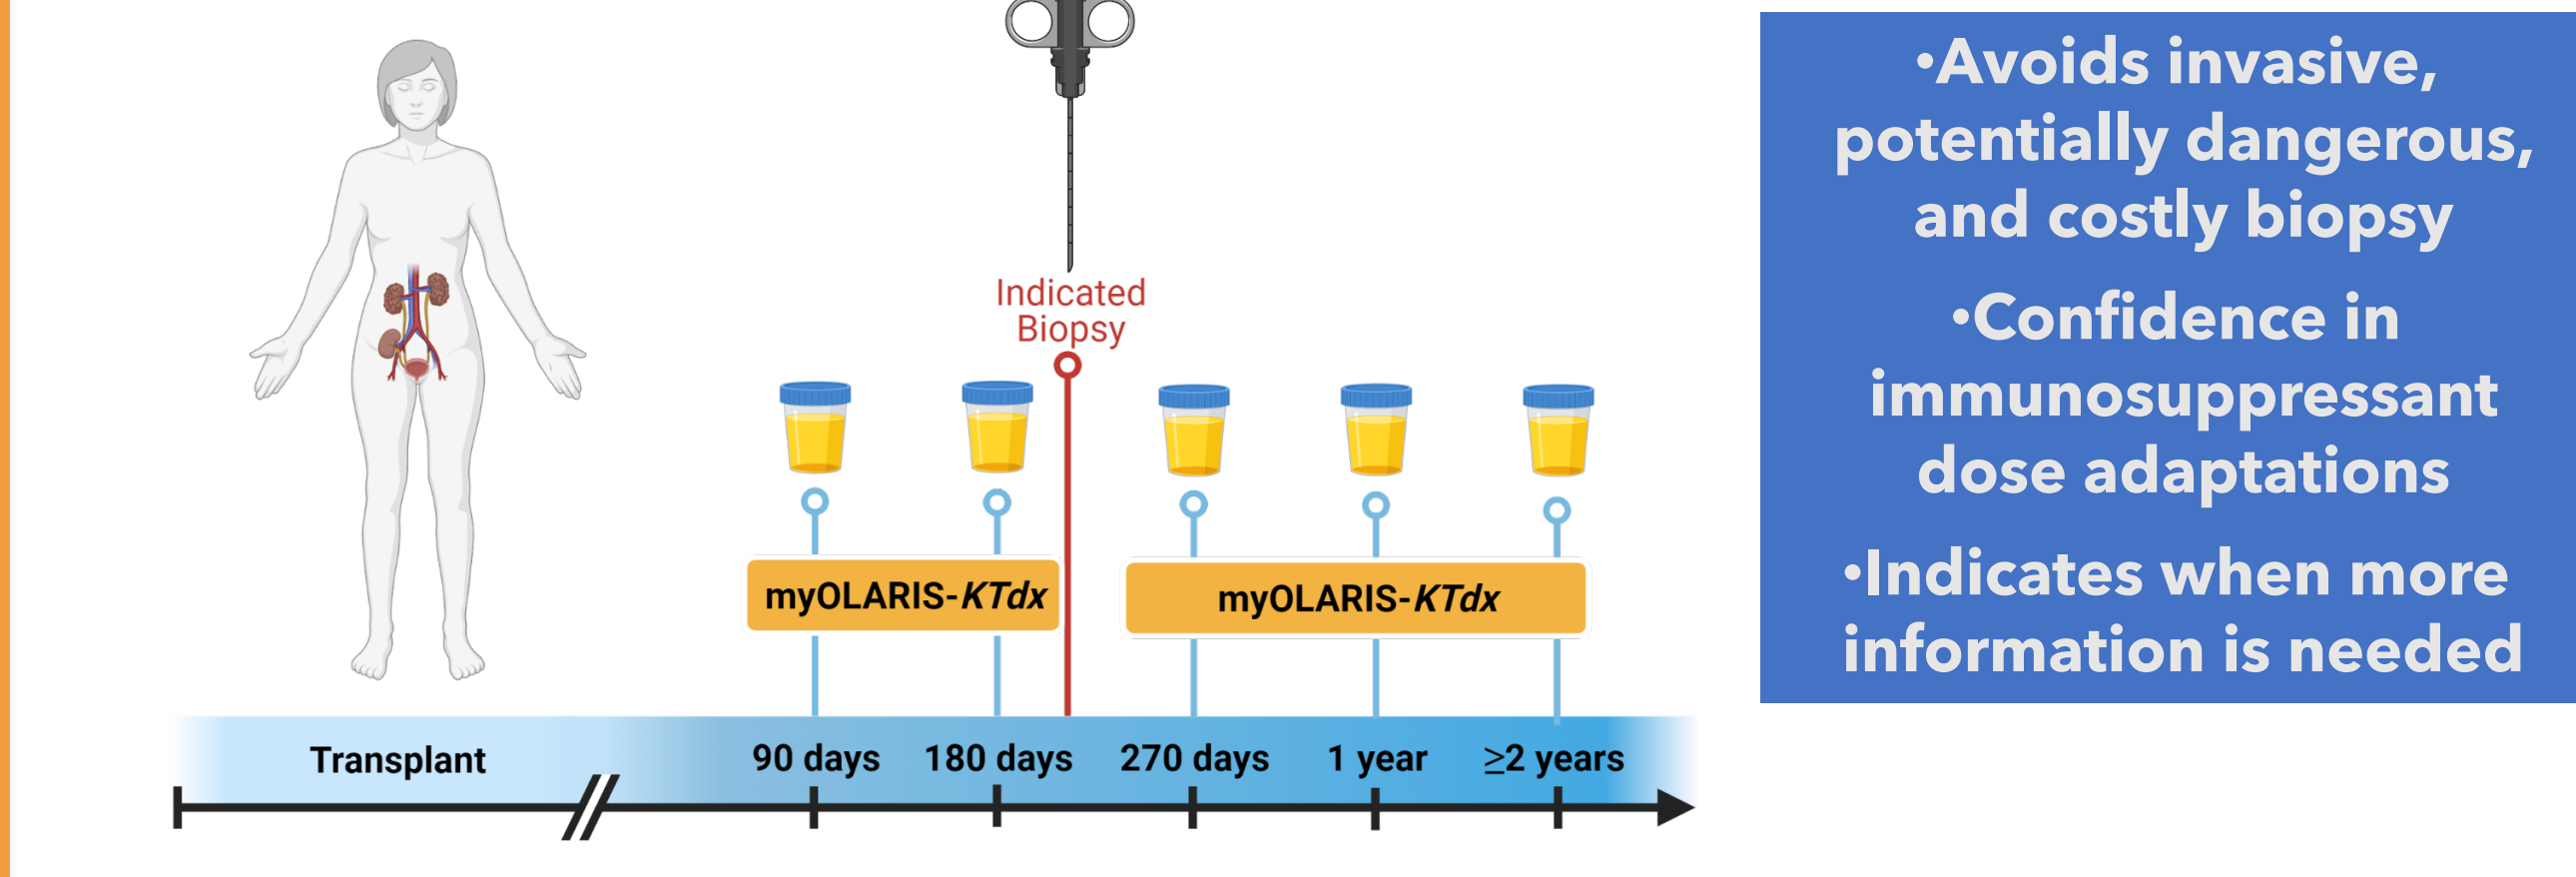 Indicated
Biopsy
myOLARIS-KTdx
myOLARIS-KTdx
Transplant
90 days
180 days
270 days
1 year
≥2 years
•Avoids invasive,
potentially dangerous,
and costly biopsy
•Confidence in
immunosuppressant
dose adaptations
•Indicates when more
information is needed